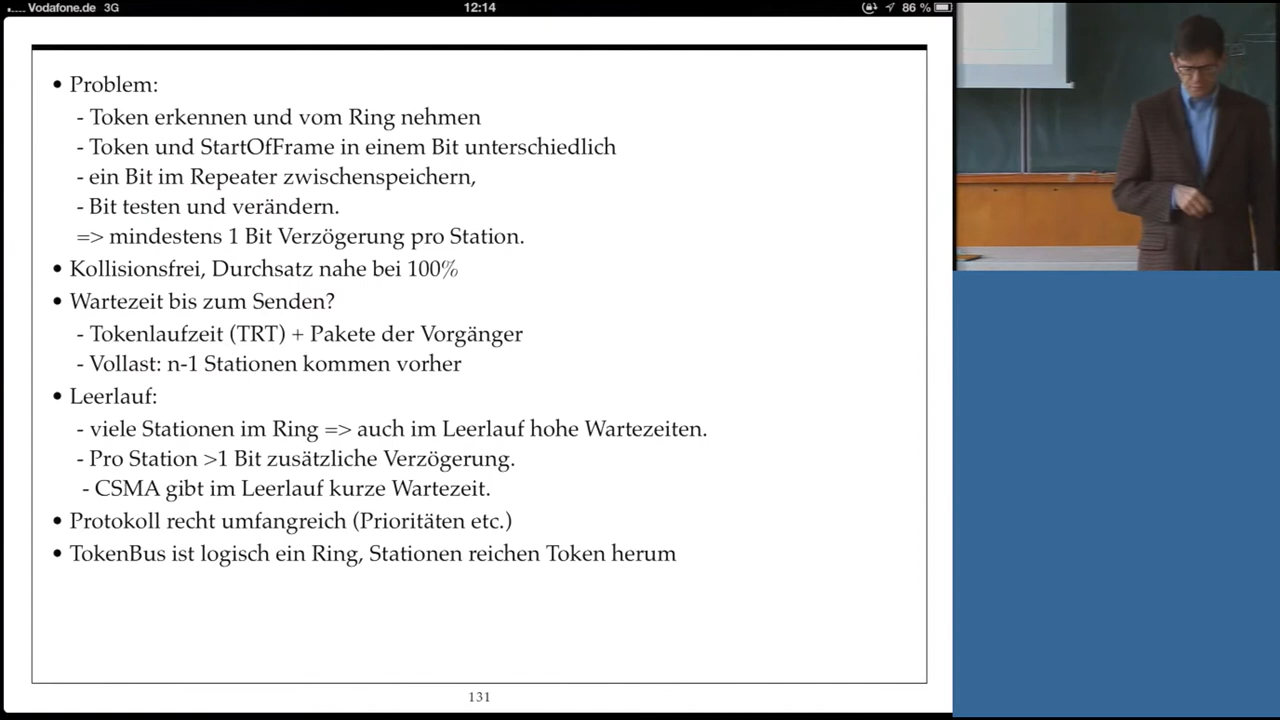 Vodafone.de 3G 12:14 86 %
• Problem:
- Token erkennen und vom Ring nehmen
- Token und StartOfFrame in einem Bit unterschiedlich
- ein Bit im Repeater zwischenspeichern,
- Bit testen und verändern.
=> mindestens 1 Bit Verzögerung pro Station.
• Kollisionsfrei, Durchsatz nahe bei 100%
• Wartezeit bis zum Senden?
- Tokenlaufzeit (TRT) + Pakete der Vorgänger
- Vollast: n-1 Stationen kommen vorher
• Leerlauf:
- viele Stationen im Ring => auch im Leerlauf hohe Wartezeiten.
- Pro Station >1 Bit zusätzliche Verzögerung.
- CSMA gibt im Leerlauf kurze Wartezeit.
• Protokoll recht umfangreich (Prioritäten etc.)
• TokenBus ist logisch ein Ring, Stationen reichen Token herum
131